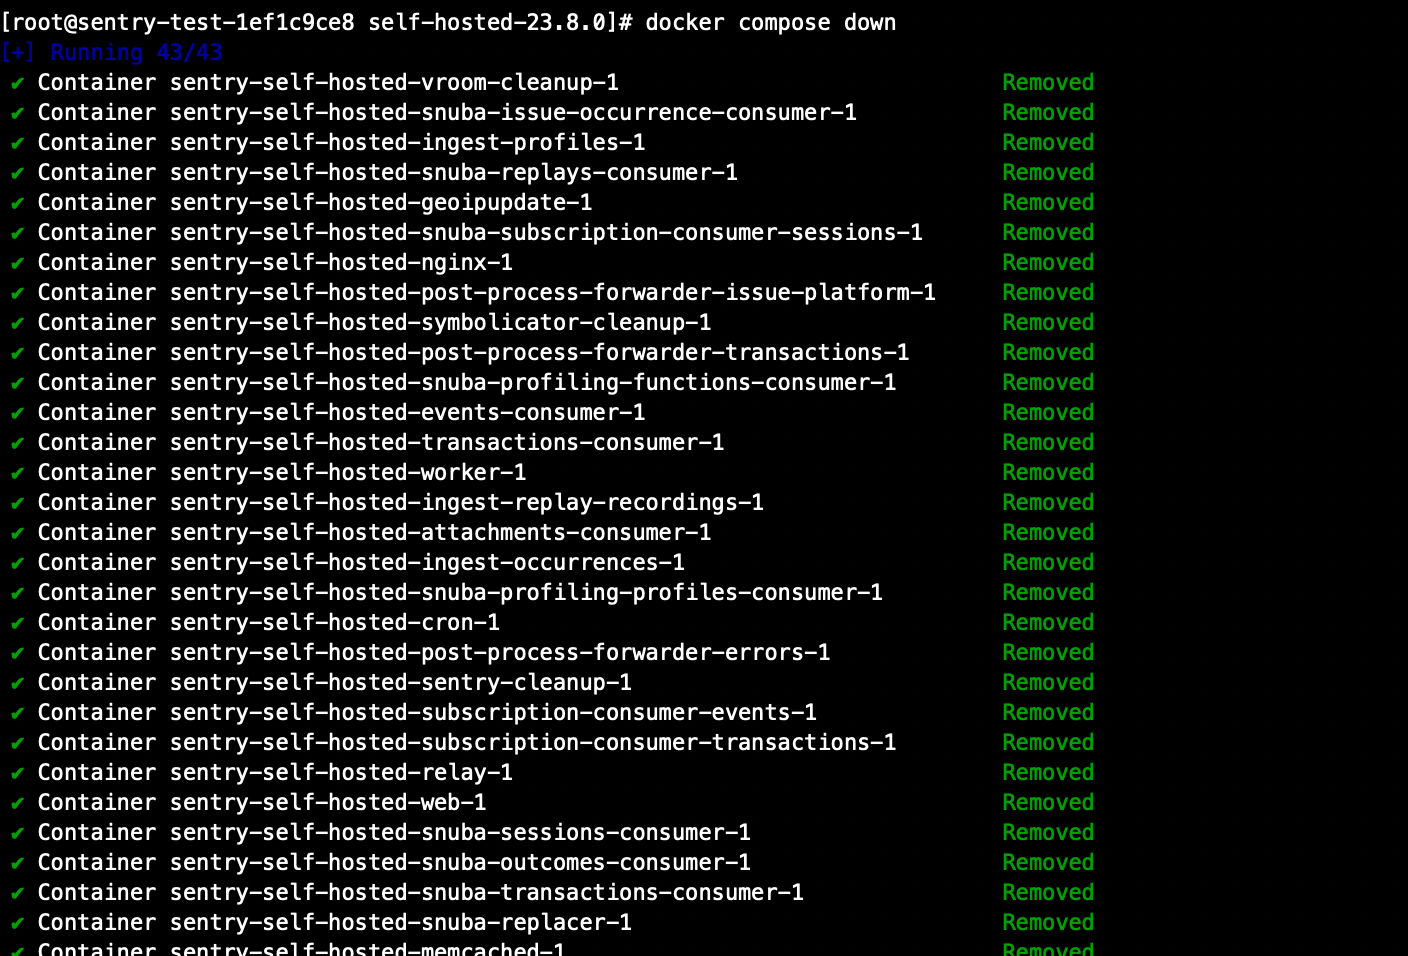 [root@sentry-test-1ef1c9ce8 self-hosted-23.8.0]# docker compose down
[+] Running 43/43
✔ Container sentry-self-hosted-vroom-cleanup-1 Removed
✔ Container sentry-self-hosted-snuba-issue-occurrence-consumer-1 Removed
✔ Container sentry-self-hosted-ingest-profiles-1 Removed
✔ Container sentry-self-hosted-snuba-replays-consumer-1 Removed
✔ Container sentry-self-hosted-geoipupdate-1 Removed
✔ Container sentry-self-hosted-snuba-subscription-consumer-sessions-1 Removed
✔ Container sentry-self-hosted-nginx-1 Removed
✔ Container sentry-self-hosted-post-process-forwarder-issue-platform-1 Removed
✔ Container sentry-self-hosted-symbolicator-cleanup-1 Removed
✔ Container sentry-self-hosted-post-process-forwarder-transactions-1 Removed
✔ Container sentry-self-hosted-snuba-profiling-functions-consumer-1 Removed
✔ Container sentry-self-hosted-events-consumer-1 Removed
✔ Container sentry-self-hosted-transactions-consumer-1 Removed
✔ Container sentry-self-hosted-worker-1 Removed
✔ Container sentry-self-hosted-ingest-replay-recordings-1 Removed
✔ Container sentry-self-hosted-attachments-consumer-1 Removed
✔ Container sentry-self-hosted-ingest-occurrences-1 Removed
✔ Container sentry-self-hosted-snuba-profiling-profiles-consumer-1 Removed
✔ Container sentry-self-hosted-cron-1 Removed
✔ Container sentry-self-hosted-post-process-forwarder-errors-1 Removed
✔ Container sentry-self-hosted-sentry-cleanup-1 Removed
✔ Container sentry-self-hosted-subscription-consumer-events-1 Removed
✔ Container sentry-self-hosted-subscription-consumer-transactions-1 Removed
✔ Container sentry-self-hosted-relay-1 Removed
✔ Container sentry-self-hosted-web-1 Removed
✔ Container sentry-self-hosted-snuba-sessions-consumer-1 Removed
✔ Container sentry-self-hosted-snuba-outcomes-consumer-1 Removed
✔ Container sentry-self-hosted-snuba-transactions-consumer-1 Removed
✔ Container sentry-self-hosted-snuba-replacer-1 Removed
✔ Container sentry-self-hosted-memcached-1 Removed